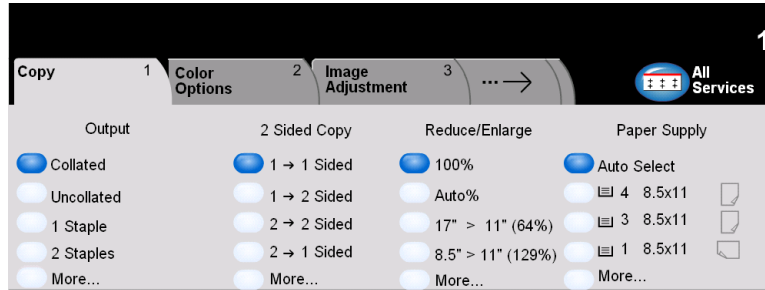 1
Copy 1
Color Options 2
Image Adjustment 3
...→
All Services
Output
Collated
Uncollated
1 Staple
2 Staples
More...
2 Sided Copy
1 → 1 Sided
1 → 2 Sided
2 → 2 Sided
2 → 1 Sided
More...
Reduce/Enlarge
100%
Auto%
17" > 11" (64%)
8.5" > 11" (129%)
More...
Paper Supply
Auto Select
4 8.5x11
3 8.5x11
1 8.5x11
More...